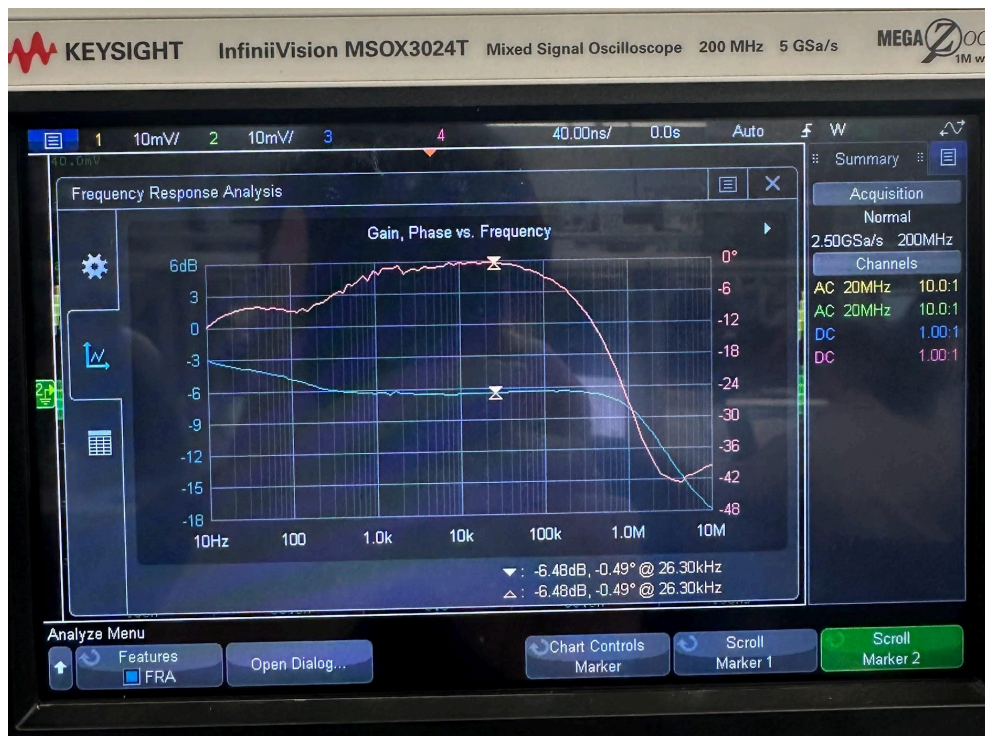 KEYSIGHT InfiniiVision MSOX3024T Mixed Signal Oscilloscope 200 MHz 5 GSa/s MEGA Zoo
1M w
1 10mV/ 2 10mV/ 3 4 40.00ns/ 0.0s Auto W
40.0mV
Summary
Frequency Response Analysis
Acquisition
Normal
2.50GSa/s 200MHz
Channels
AC 20MHz 10.0:1
AC 20MHz 10.0:1
DC 1.00:1
DC 1.00:1
Gain, Phase vs. Frequency
6dB 0°
3 -6
0 -12
-3 -18
-6 -24
-9 -30
-12 -36
-15 -42
-18 -48
10Hz 100 1.0k 10k 100k 1.0M 10M
2
: -6.48dB, -0.49° @ 26.30kHz
: -6.48dB, -0.49° @ 26.30kHz
Analyze Menu
Features
FRA
Open Dialog...
Chart Controls
Marker
Scroll
Marker 1
Scroll
Marker 2